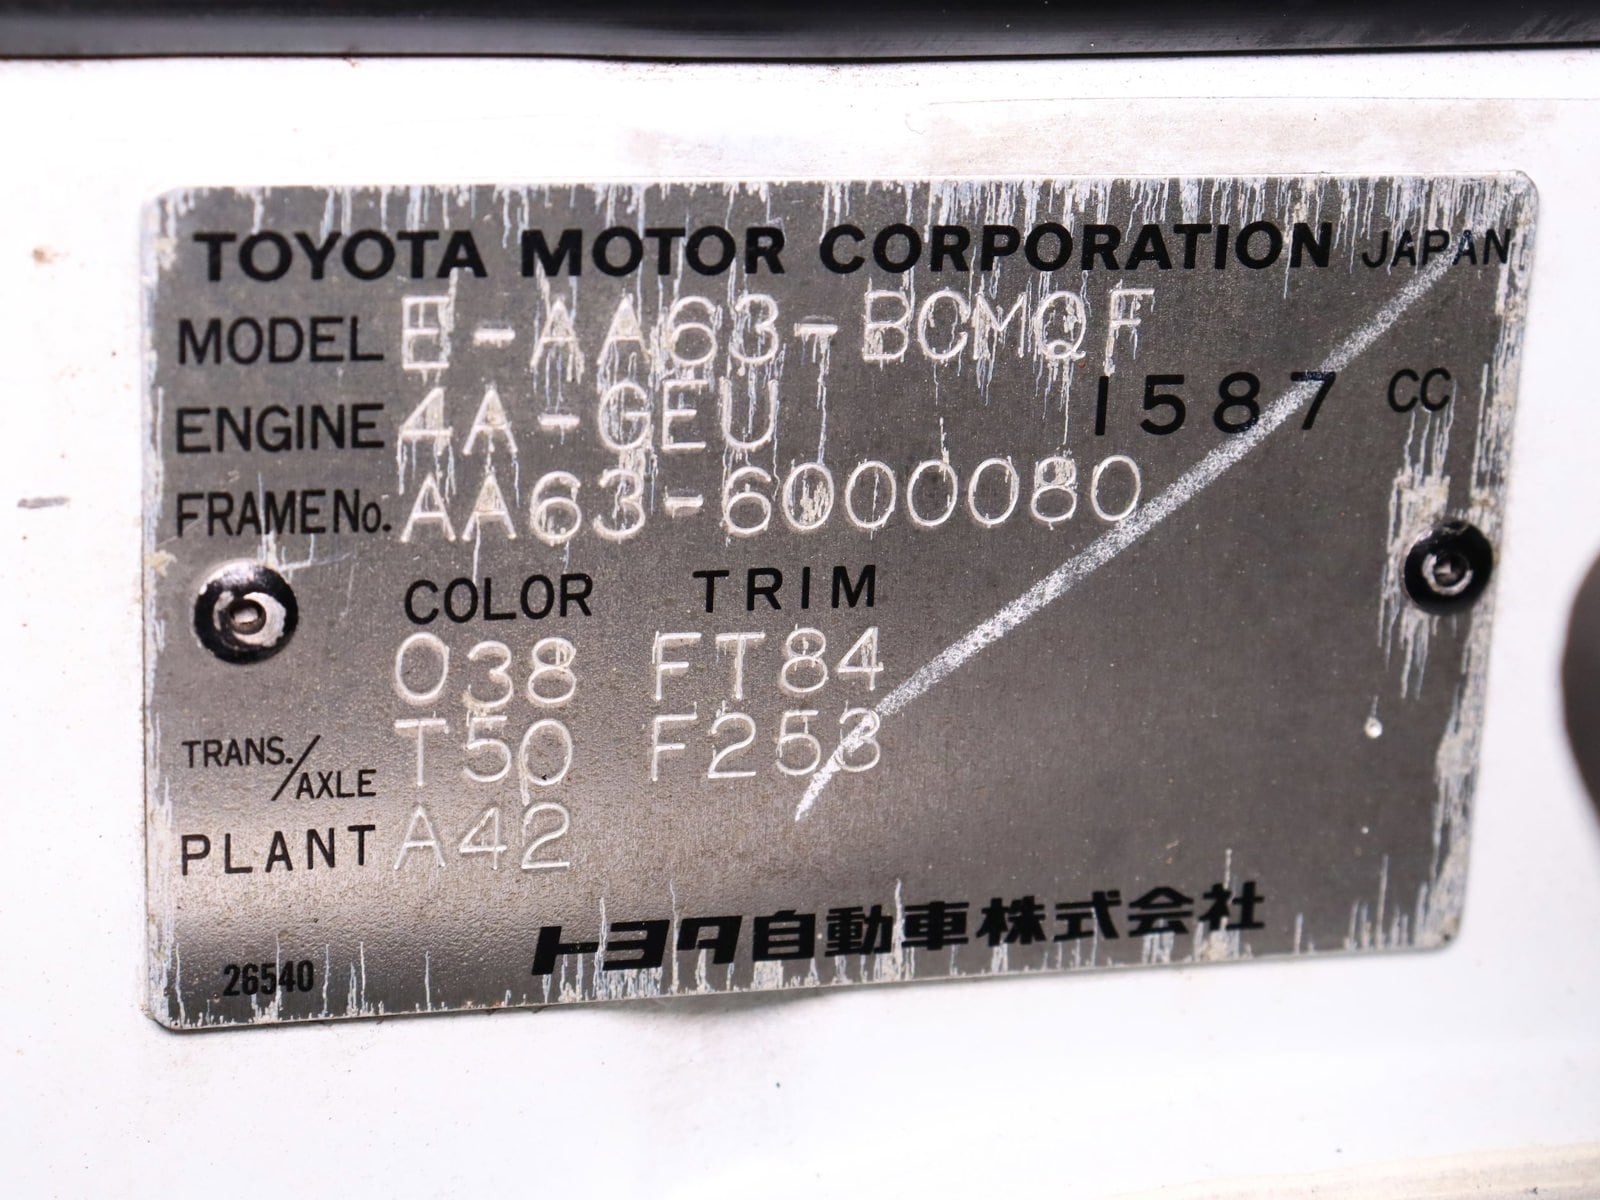 TOYOTA MOTOR CORPORATION JAPAN
MODEL E-AA63-BCMQF
ENGINE 4A-GEU 1587 CC
FRAME No. AA63-6000080
COLOR TRIM
038 FT84
TRANS./AXLE T50 F253
PLANT A42
トヨタ自動車株式会社
26540